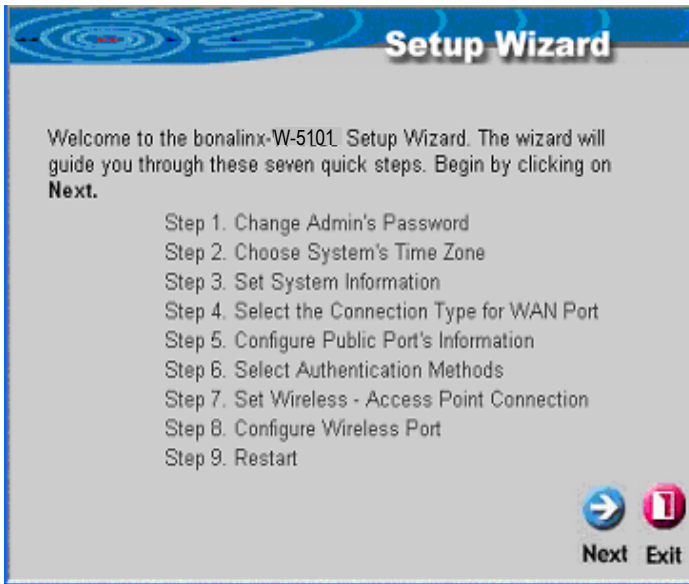 Setup Wizard
Welcome to the bonalinx-W-5101 Setup Wizard. The wizard will
guide you through these seven quick steps. Begin by clicking on
Next.
Step 1. Change Admin's Password
Step 2. Choose System's Time Zone
Step 3. Set System Information
Step 4. Select the Connection Type for WAN Port
Step 5. Configure Public Port's Information
Step 6. Select Authentication Methods
Step 7. Set Wireless - Access Point Connection
Step 8. Configure Wireless Port
Step 9. Restart
Next Exit